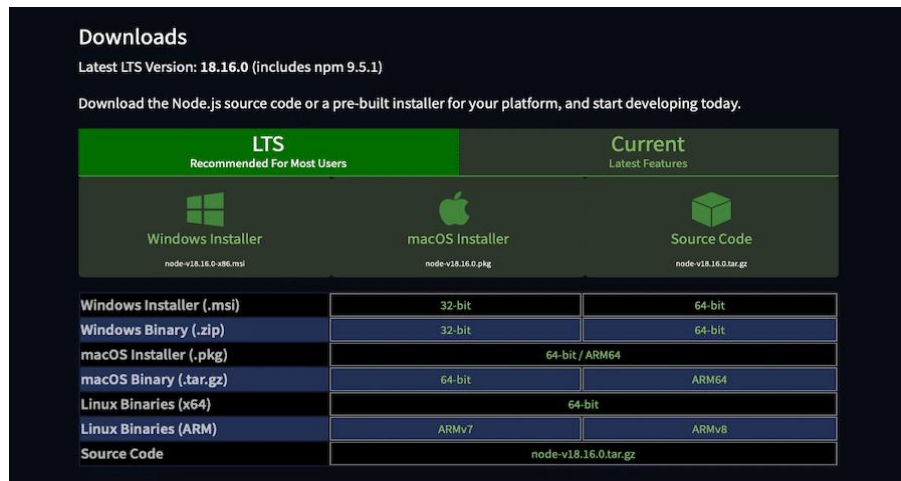 Downloads
Latest LTS Version: 18.16.0 (includes npm 9.5.1)
Download the Node.js source code or a pre-built installer for your platform, and start developing today.
LTS Current
Recommended For Most Users Latest Features
Windows Installer macOS Installer Source Code
node-v18.16.0-x86.msi node-v18.16.0.pkg node-v18.16.0.tar.gz
Windows Installer (.msi) 32-bit 64-bit
Windows Binary (.zip) 32-bit 64-bit
macOS Installer (.pkg) 64-bit / ARM64
macOS Binary (.tar.gz) 64-bit ARM64
Linux Binaries (x64) 64-bit
Linux Binaries (ARM) ARMv7 ARMv8
Source Code node-v18.16.0.tar.gz